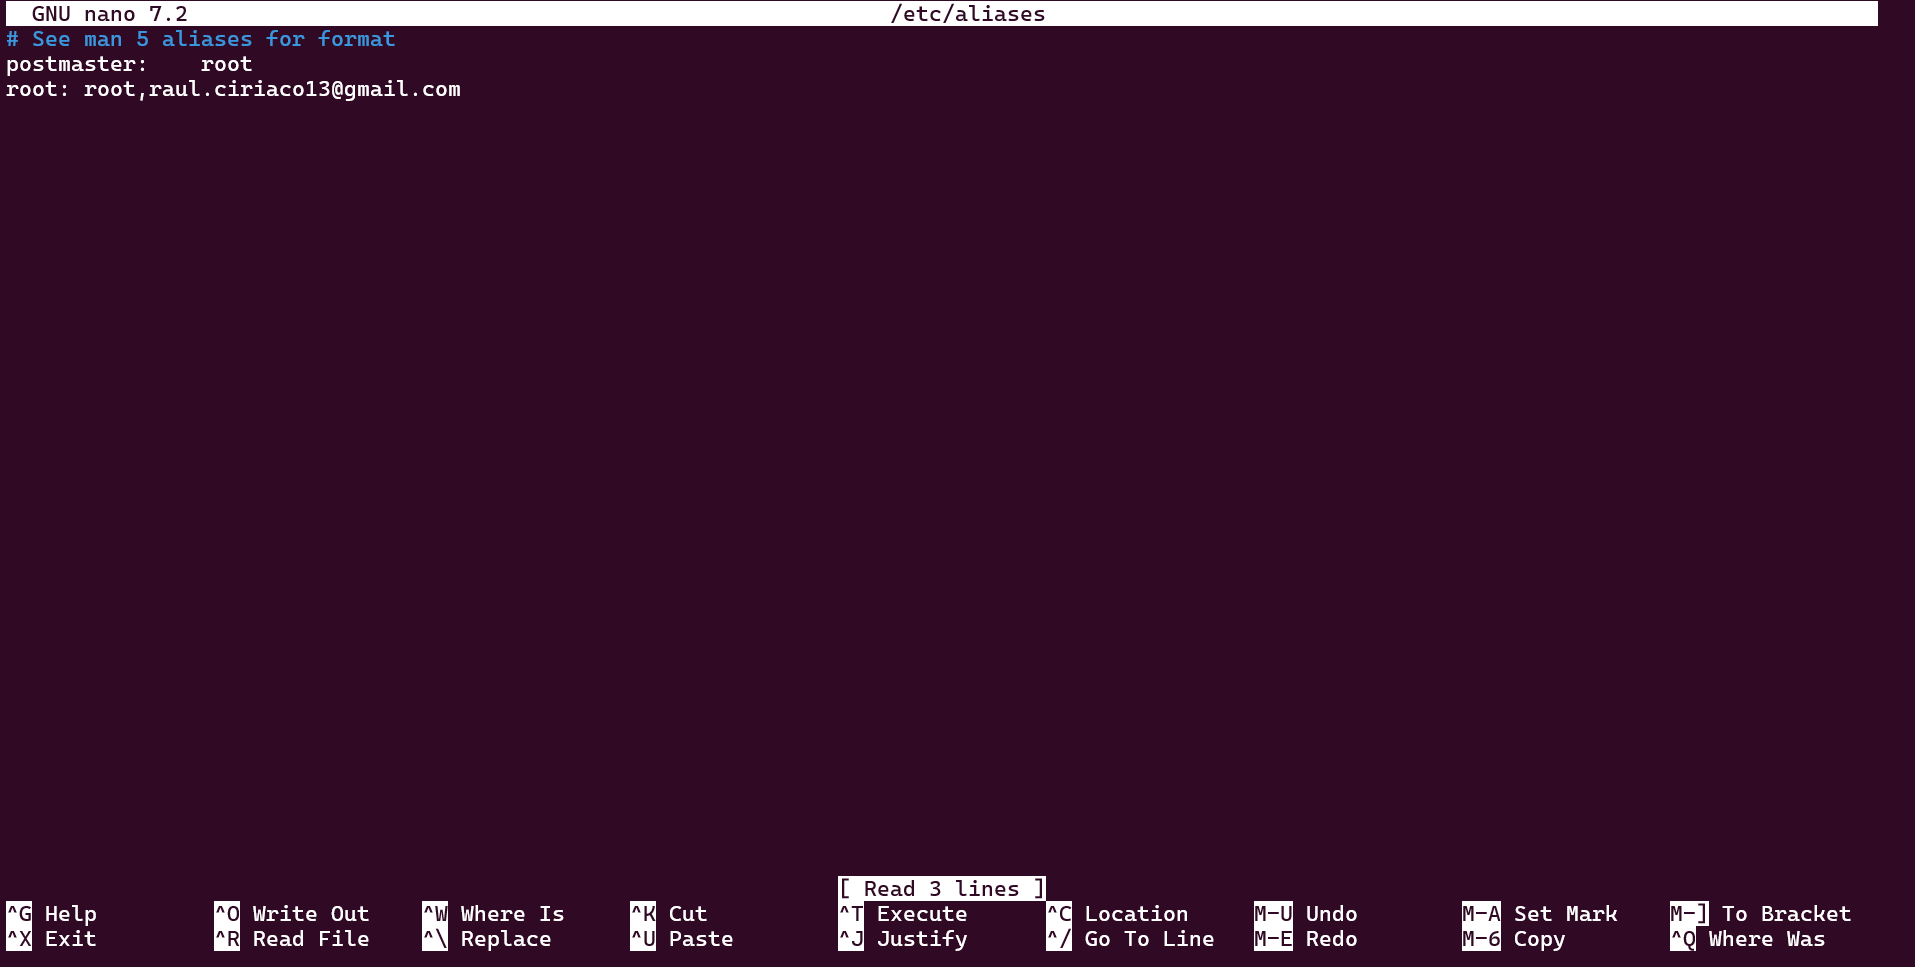 GNU nano 7.2 /etc/aliases
# See man 5 aliases for format
postmaster:    root
root: root,raul.ciriaco13@gmail.com
[ Read 3 lines ]
^G Help ^O Write Out ^W Where Is ^K Cut ^T Execute ^C Location M-U Undo M-A Set Mark M-] To Bracket
^X Exit ^R Read File ^\ Replace ^U Paste ^J Justify ^/ Go To Line M-E Redo M-6 Copy ^Q Where Was